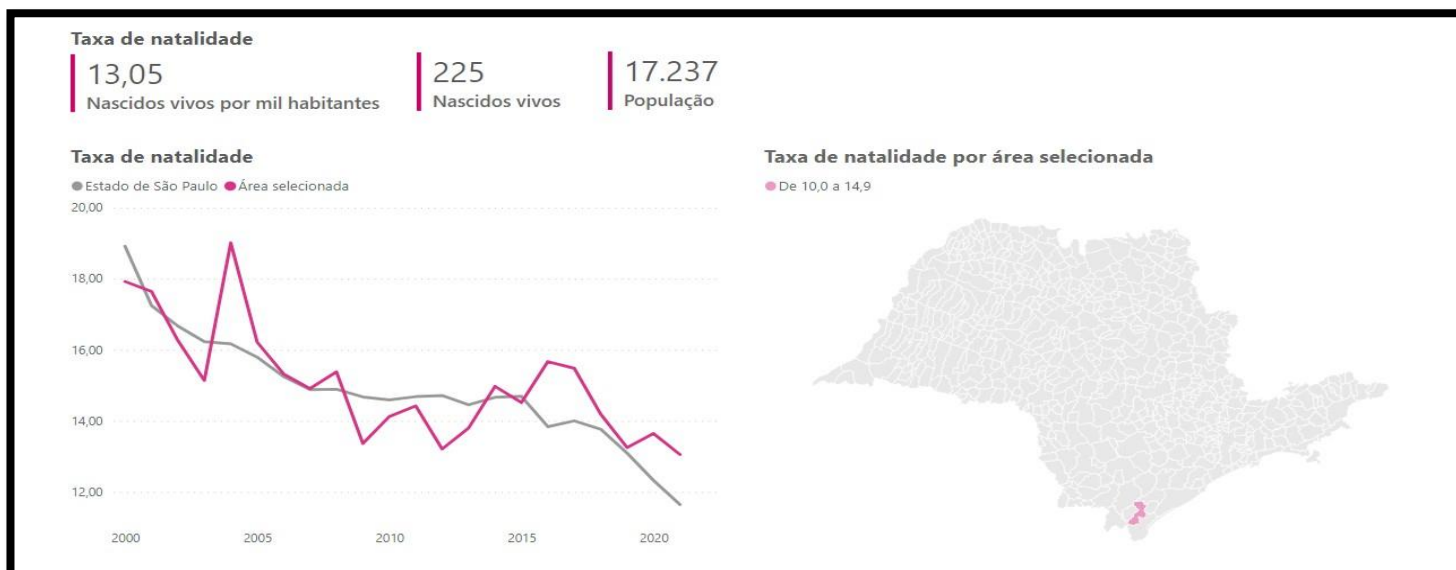 Taxa de natalidade
13,05
Nascidos vivos por mil habitantes
225
Nascidos vivos
17.237
População
Taxa de natalidade
Estado de São Paulo Área selecionada
20,00
18,00
16,00
14,00
12,00
2000 2005 2010 2015 2020
Taxa de natalidade por área selecionada
De 10,0 a 14,9